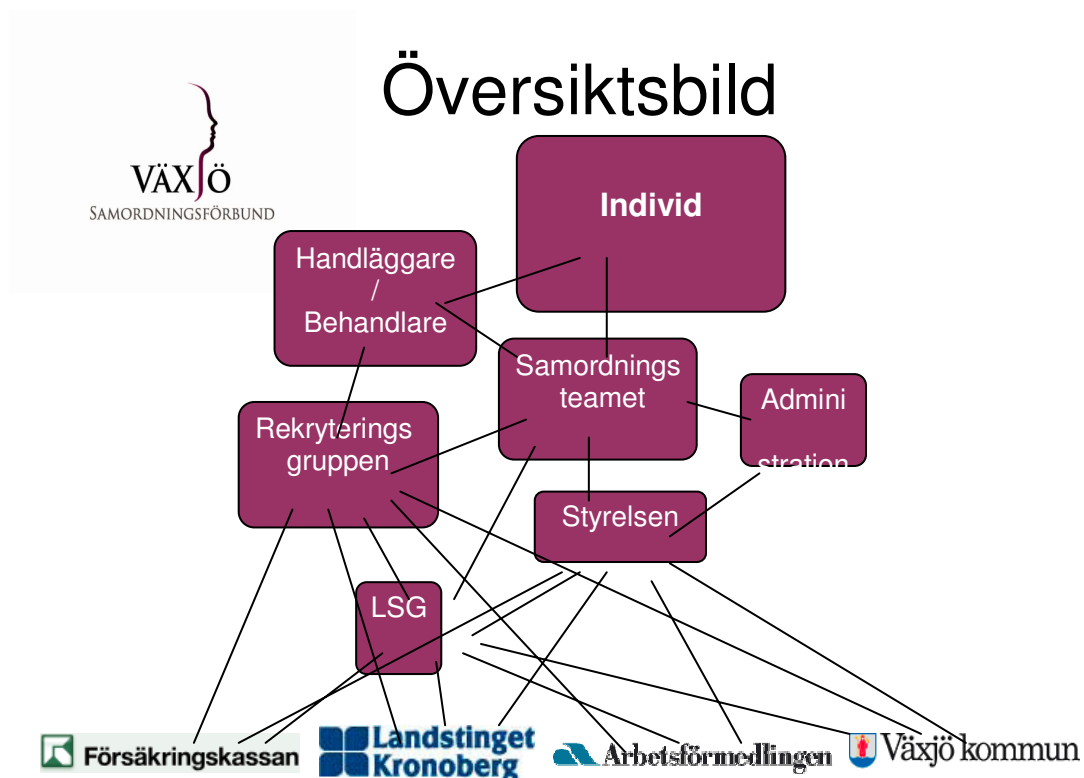 Översiktsbild
VÄXJÖ
SAMORDNINGSFÖRBUND
Individ
Handläggare
/
Behandlare
Samordnings
teamet
Admini
stration
Rekryterings
gruppen
Styrelsen
LSG
Försäkringskassan
Landstinget
Kronoberg
Arbetsförmedlingen
Växjö kommun